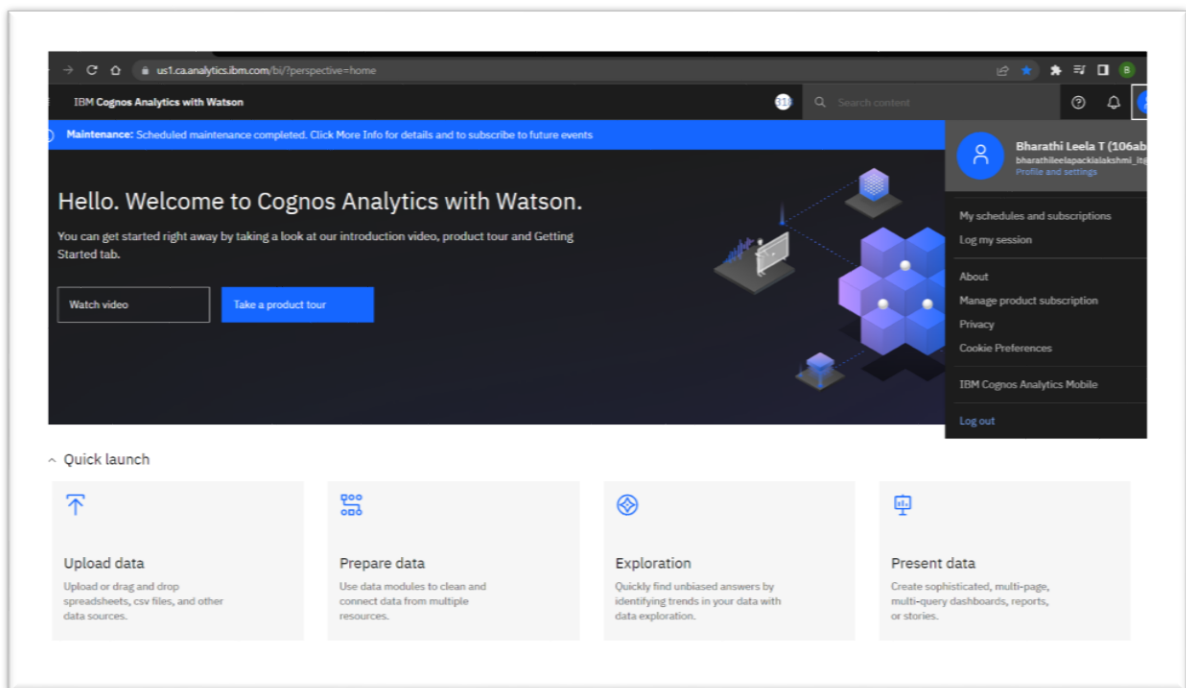 us1.ca.analytics.ibm.com/bi/?perspective=home
B
IBM Cognos Analytics with Watson
31
Search content
Maintenance: Scheduled maintenance completed. Click More Info for details and to subscribe to future events
Hello. Welcome to Cognos Analytics with Watson.
You can get started right away by taking a look at our introduction video, product tour and Getting
Started tab.
Watch video
Take a product tour
Bharathi Leela T (106ab
Profile and settings
My schedules and subscriptions
Log my session
About
Manage product subscription
Privacy
Cookie Preferences
IBM Cognos Analytics Mobile
Log out
Quick launch
Upload data
Upload or drag and drop
spreadsheets, csv files, and other
data sources.
Prepare data
Use data modules to clean and
connect data from multiple
resources.
Exploration
Quickly find unbiased answers by
identifying trends in your data with
data exploration.
Present data
Create sophisticated, multi-page,
multi-query dashboards, reports,
or stories.